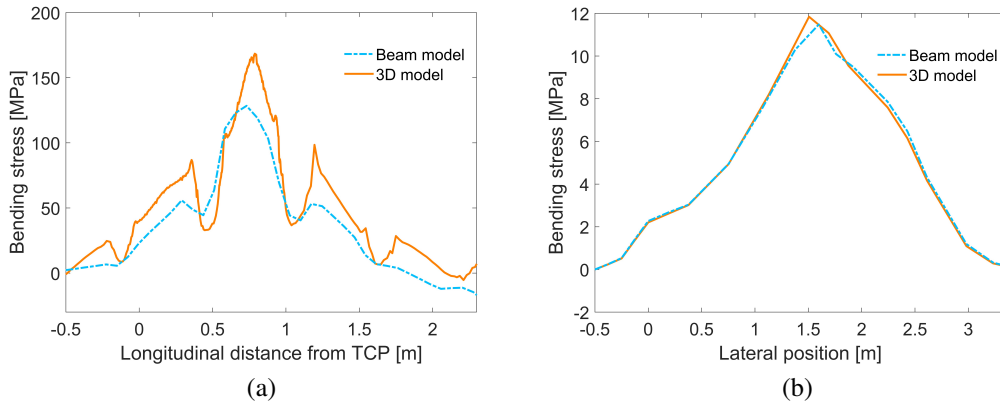 200
150
100
50
0
-0.5
0
0.5
1
1.5
2
Bending stress [MPa]
Longitudinal distance from TCP [m]
Beam model
3D model
(a)
12
10
8
6
4
2
0
-2
-0.5
0
0.5
1
1.5
2
2.5
3
Bending stress [MPa]
Lateral position [m]
Beam model
3D model
(b)